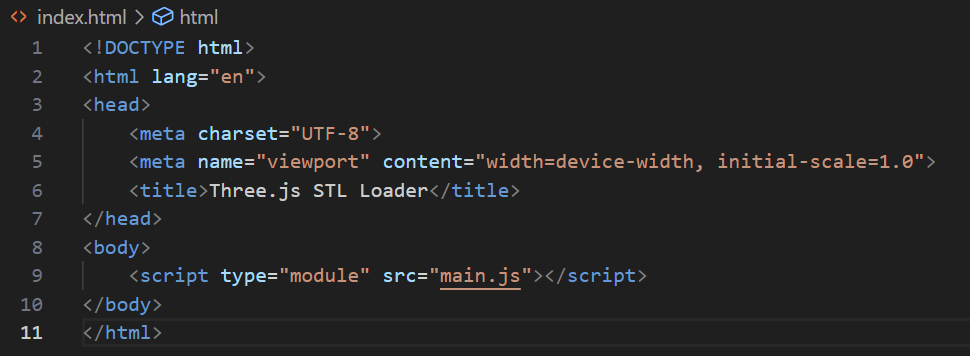 index.html > html
1 <!DOCTYPE html>
2 <html lang="en">
3 <head>
4     <meta charset="UTF-8">
5     <meta name="viewport" content="width=device-width, initial-scale=1.0">
6     <title>Three.js STL Loader</title>
7 </head>
8 <body>
9     <script type="module" src="main.js"></script>
10 </body>
11 </html>